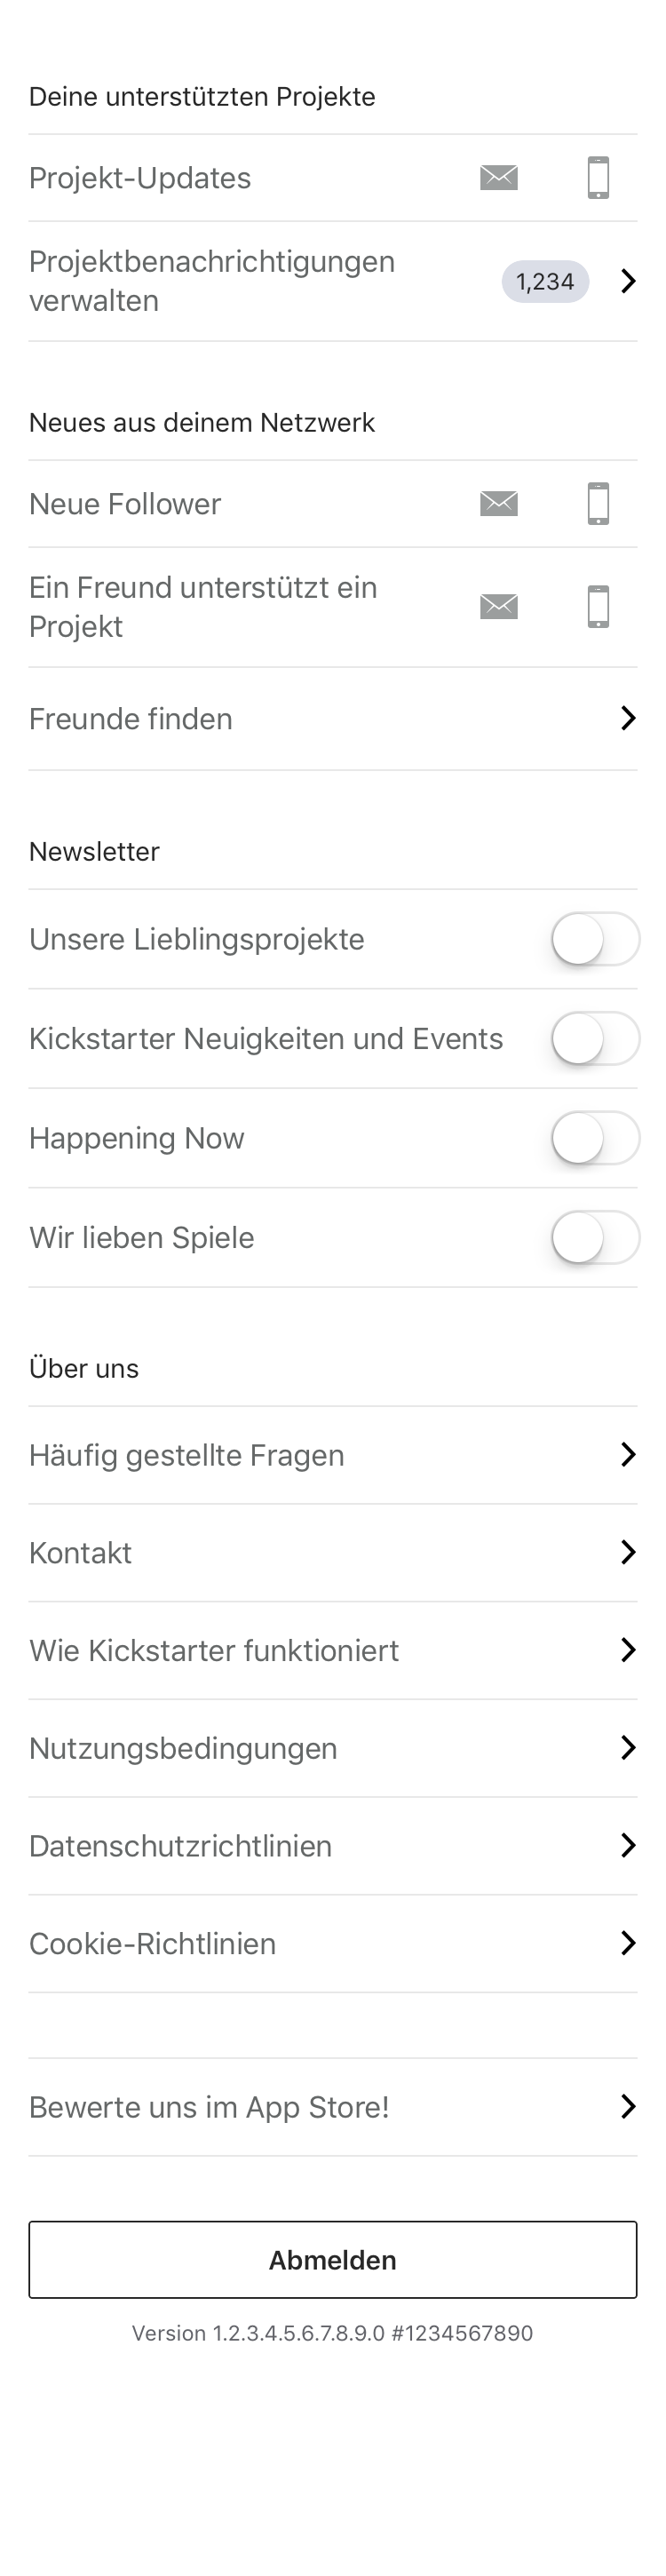 Deine unterstützten Projekte
Projekt-Updates
Projektbenachrichtigungen
verwalten
1,234
Neues aus deinem Netzwerk
Neue Follower
Ein Freund unterstützt ein
Projekt
Freunde finden
Newsletter
Unsere Lieblingsprojekte
Kickstarter Neuigkeiten und Events
Happening Now
Wir lieben Spiele
Über uns
Häufig gestellte Fragen
Kontakt
Wie Kickstarter funktioniert
Nutzungsbedingungen
Datenschutzrichtlinien
Cookie-Richtlinien
Bewerte uns im App Store!
Abmelden
Version 1.2.3.4.5.6.7.8.9.0 #1234567890